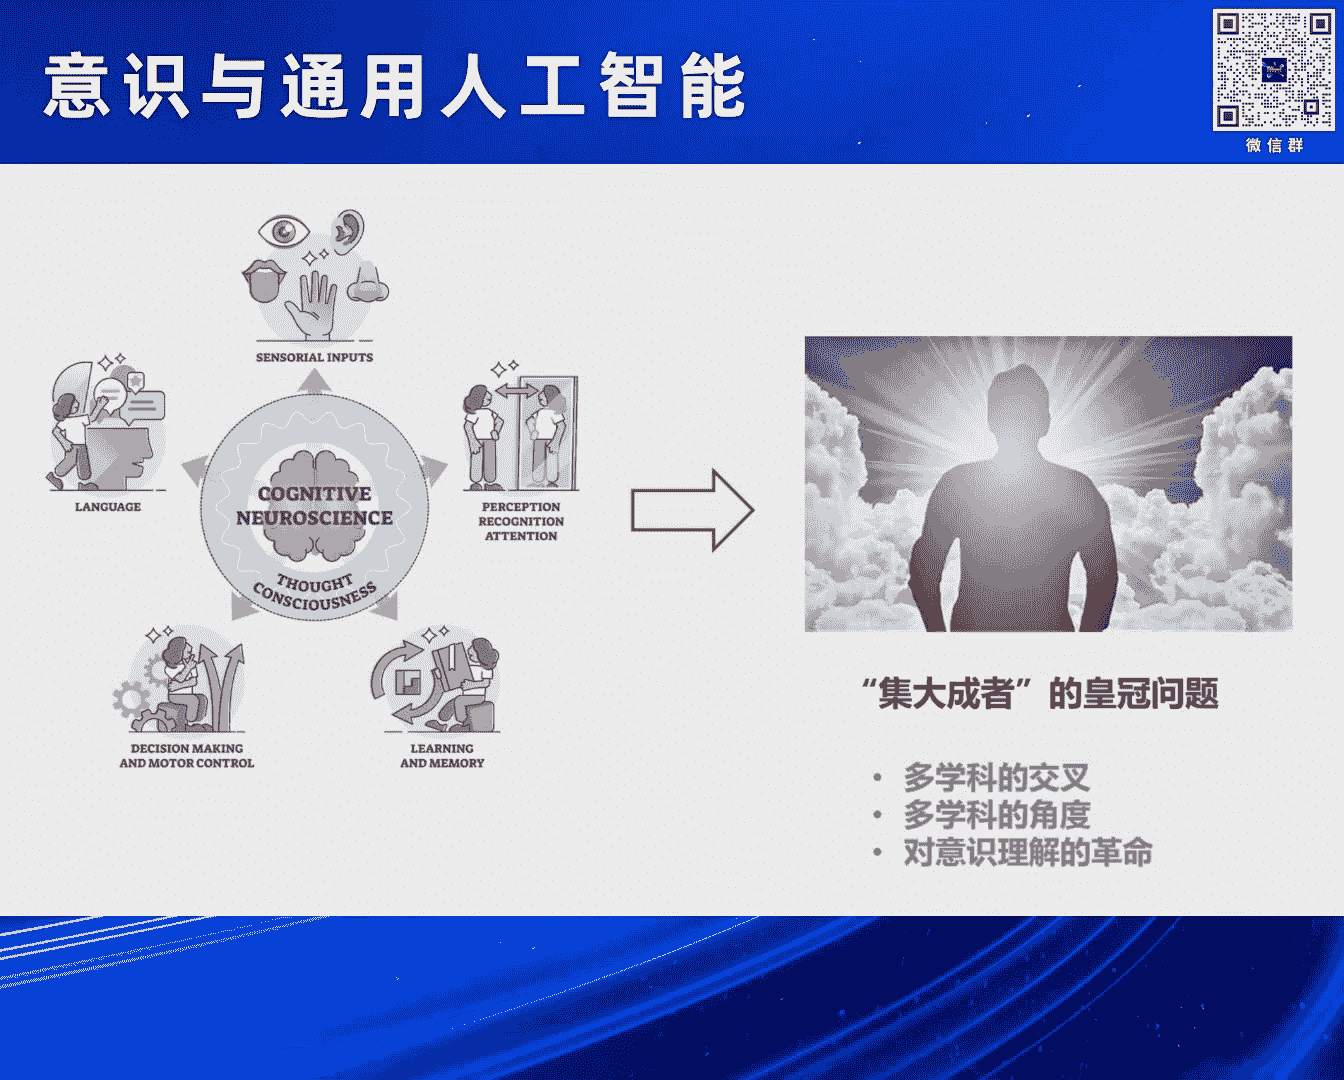 意识与通用人工智能
微信群
SENSORIAL INPUTS
LANGUAGE
PERCEPTION
RECOGNITION
ATTENTION
COGNITIVE
NEUROSCIENCE
THOUGHT
CONSCIOUSNESS
DECISION MAKING
AND MOTOR CONTROL
LEARNING
AND MEMORY
“集大成者”的皇冠问题
• 多学科的交叉
• 多学科的角度
• 对意识理解的革命